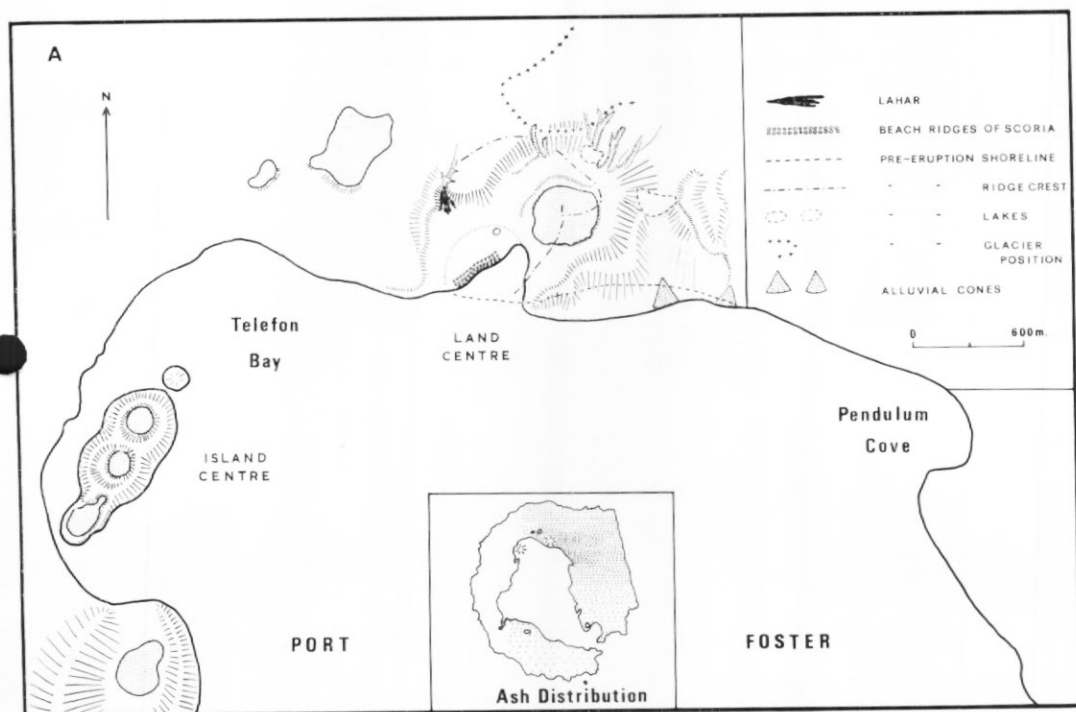 A
N
LAHAR
BEACH RIDGES OF SCORIA
PRE-ERUPTION SHORELINE
" " RIDGE CREST
" " LAKES
" " GLACIER
POSITION
ALLUVIAL CONES
0 600m.
Telefon
Bay
LAND
CENTRE
ISLAND
CENTRE
Pendulum
Cove
PORT
FOSTER
Ash Distribution